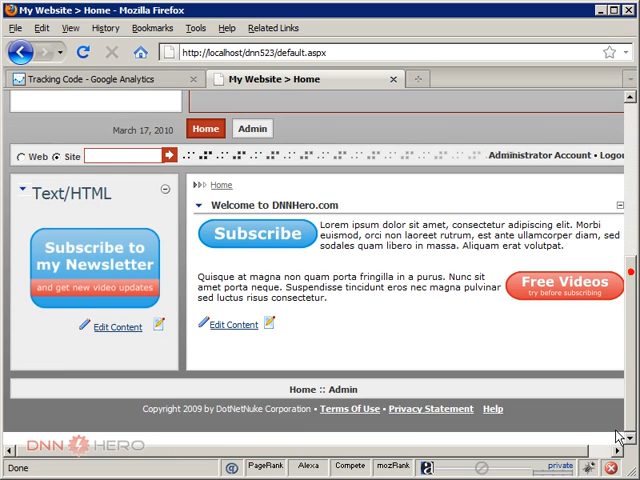 My Website > Home - Mozilla Firefox
File Edit View History Bookmarks Tools Help Related Links
http://localhost/dnn523/default.aspx
Tracking Code - Google Analytics
My Website > Home
March 17, 2010
Home
Admin
Web Site
Administrator Account • Logou
Text/HTML
Subscribe to
my Newsletter
and get new video updates
Edit Content
Home
Welcome to DNNHero.com
Subscribe
Lorem ipsum dolor sit amet, consectetur adipiscing elit. Morbi
euismod, orci non laoreet rutrum, est ante ullamcorper diam, sed
sodales quam libero in massa. Aliquam erat volutpat.
Quisque at magna non quam porta fringilla in a purus. Nunc sit
amet porta neque. Suspendisse tincidunt eros nec magna pulvinar
sed luctus risus consectetur.
Free Videos
try before subscribing
Edit Content
Home :: Admin
Copyright 2009 by DotNetNuke Corporation • Terms Of Use • Privacy Statement Help
DNN HERO
Done
PageRank
Alexa
Compete
mozRank
a
private